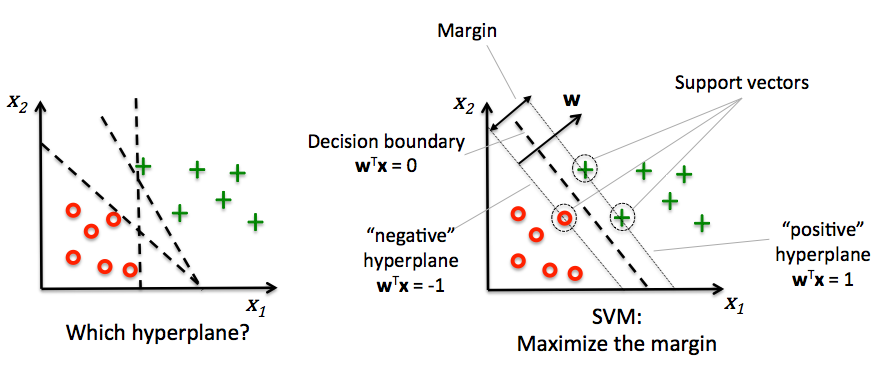 x2
x1
Which hyperplane?
Margin
x2
w
Support vectors
Decision boundary
wTx = 0
“negative”
hyperplane
wTx = -1
“positive”
hyperplane
wTx = 1
x1
SVM:
Maximize the margin